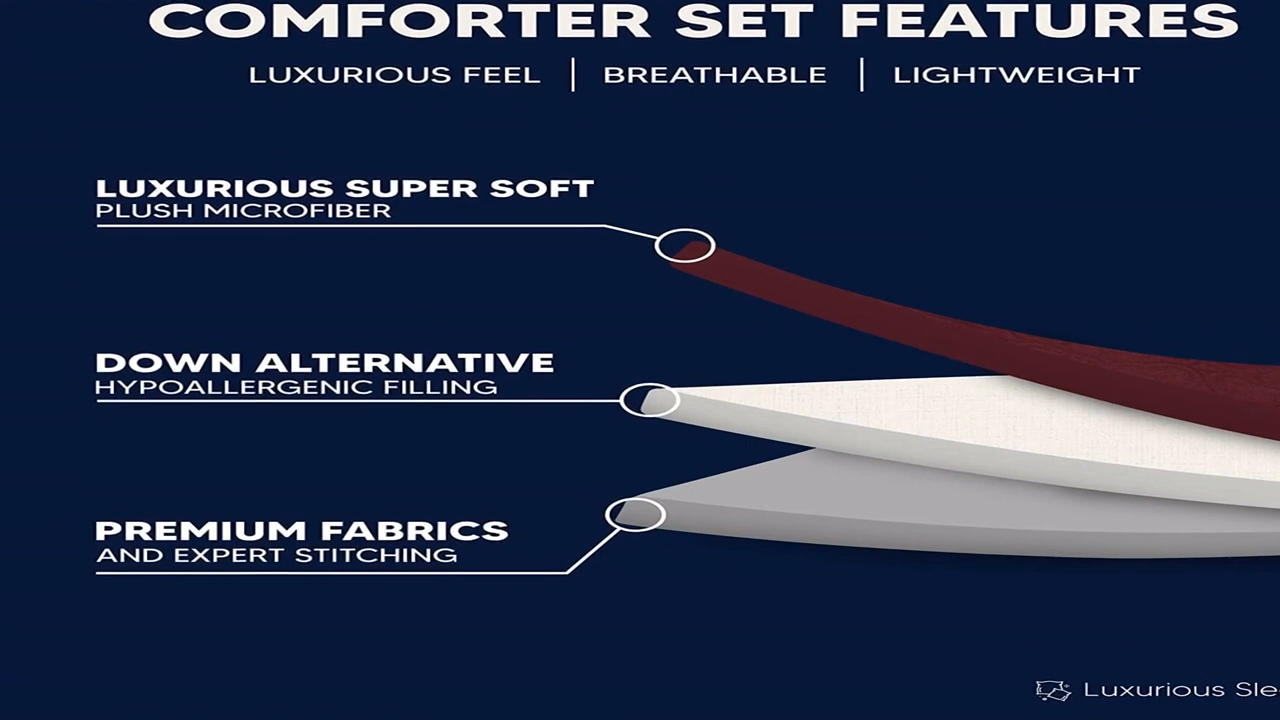 COMFORTER SET FEATURES
LUXURIOUS FEEL | BREATHABLE | LIGHTWEIGHT
LUXURIOUS SUPER SOFT
PLUSH MICROFIBER
DOWN ALTERNATIVE
HYPOALLERGENIC FILLING
PREMIUM FABRICS
AND EXPERT STITCHING
Luxurious